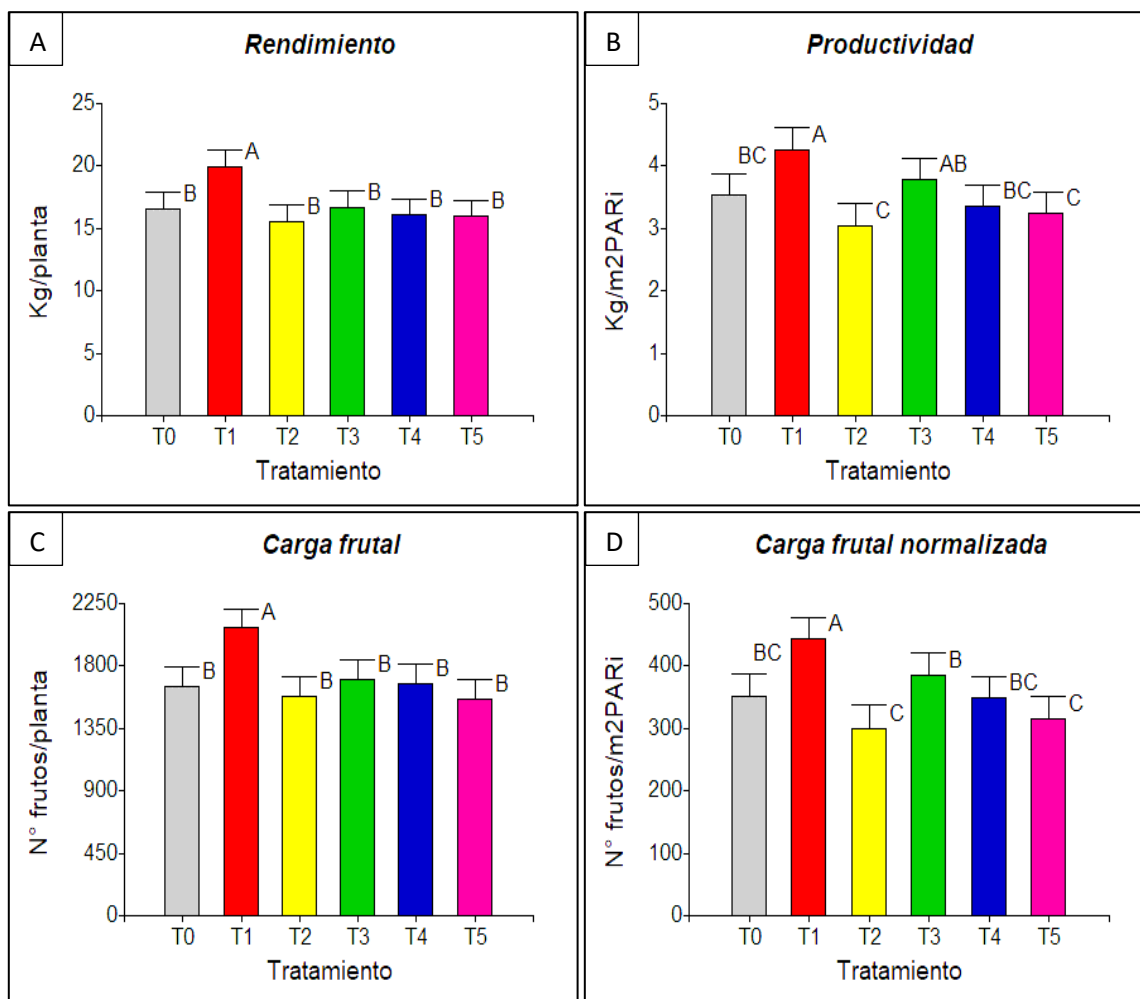 A
Rendimiento
Kg/planta
25
20
15
10
5
0
B
A
B
B
B
B
T0 T1 T2 T3 T4 T5
Tratamiento
B
Productividad
Kg/m2PARi
5
4
3
2
1
0
BC
A
C
AB
BC
C
T0 T1 T2 T3 T4 T5
Tratamiento
C
Carga frutal
N° frutos/planta
2250
1800
1350
900
450
0
B
A
B
B
B
B
T0 T1 T2 T3 T4 T5
Tratamiento
D
Carga frutal normalizada
N° frutos/m2PARi
500
400
300
200
100
0
BC
A
C
B
BC
C
T0 T1 T2 T3 T4 T5
Tratamiento